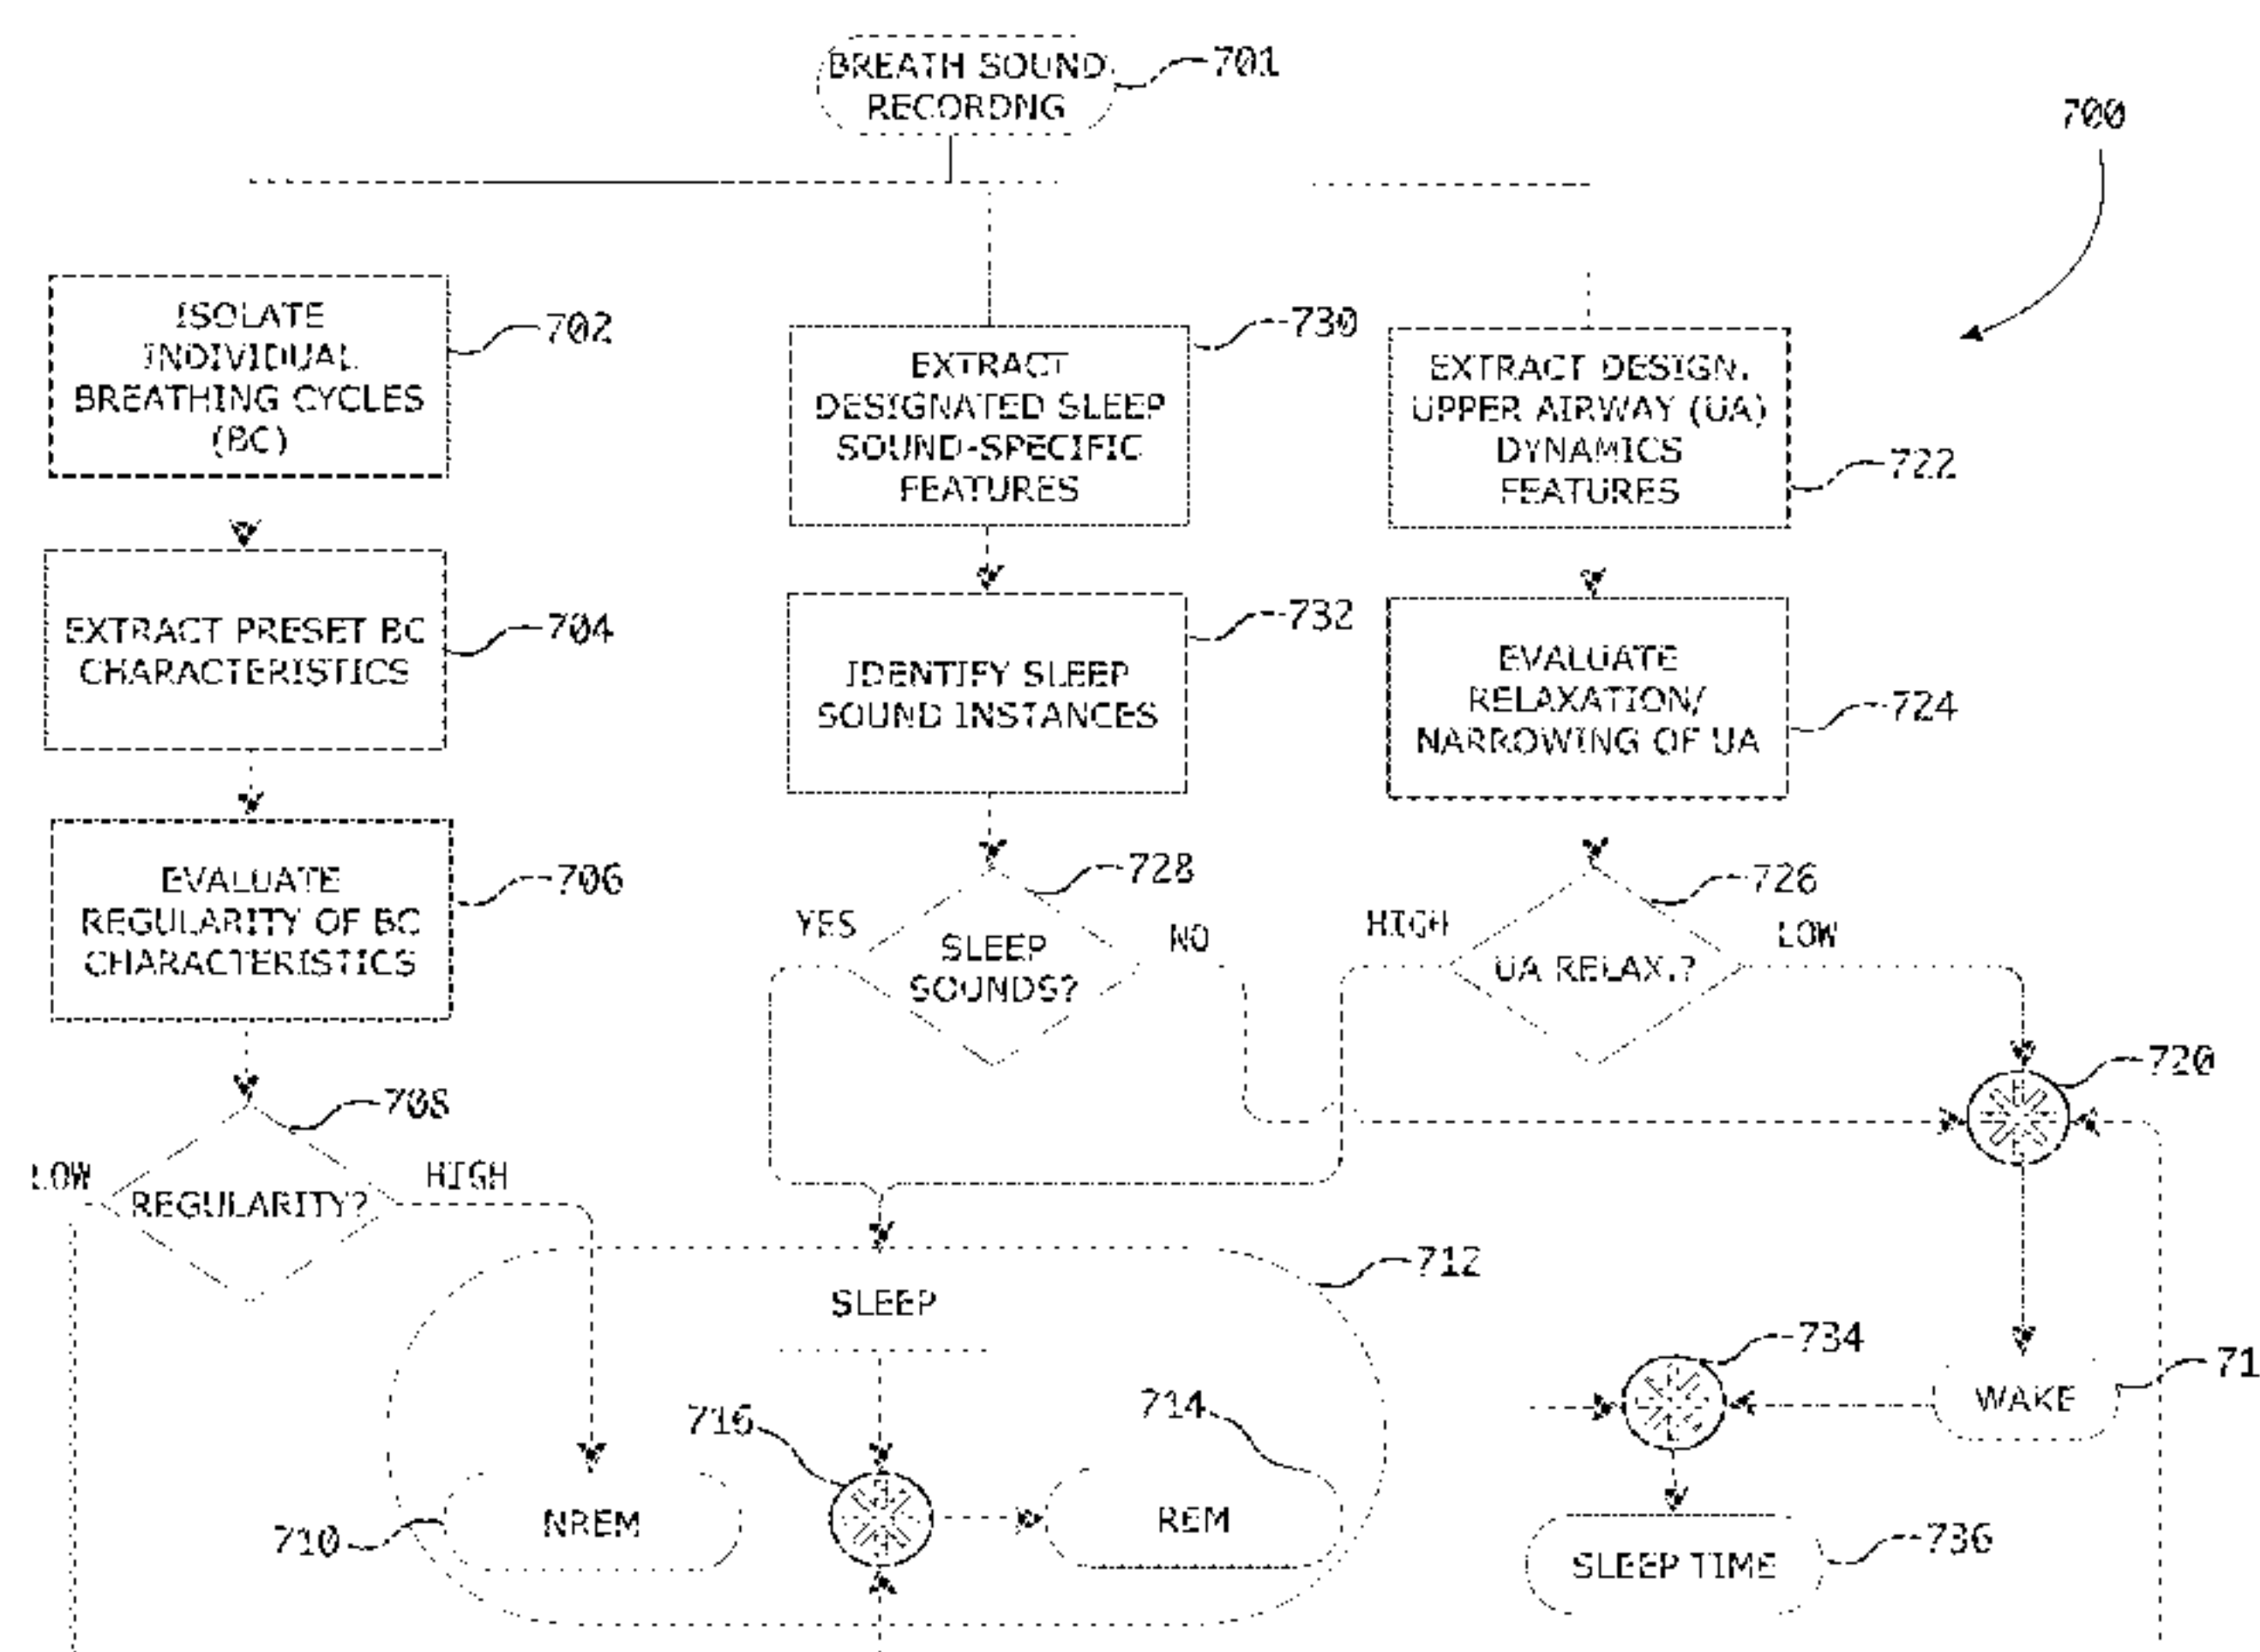 BREATH SOUND
RECORDNG
701
700
ISOLATE
INDIVIDUAL
BREATHING CYCLES
(BC)
702
EXTRACT
DESIGNATED SLEEP
SOUND-SPECIFIC
FEATURES
730
EXTRACT DESIGN.
UPPER AIRWAY (UA)
DYNAMICS
FEATURES
722
EXTRACT PRESET BC
CHARACTERISTICS
704
IDENTIFY SLEEP
SOUND INSTANCES
732
EVALUATE
RELAXATION/
NARROWING OF UA
724
EVALUATE
REGULARITY OF BC
CHARACTERISTICS
706
YES
SLEEP
SOUNDS?
NO
728
HIGH
UA RELAX.?
LOW
726
720
LOW
REGULARITY?
HIGH
708
SLEEP
712
734
WAKE
71
716
714
710
NREM
REM
SLEEP TIME
736